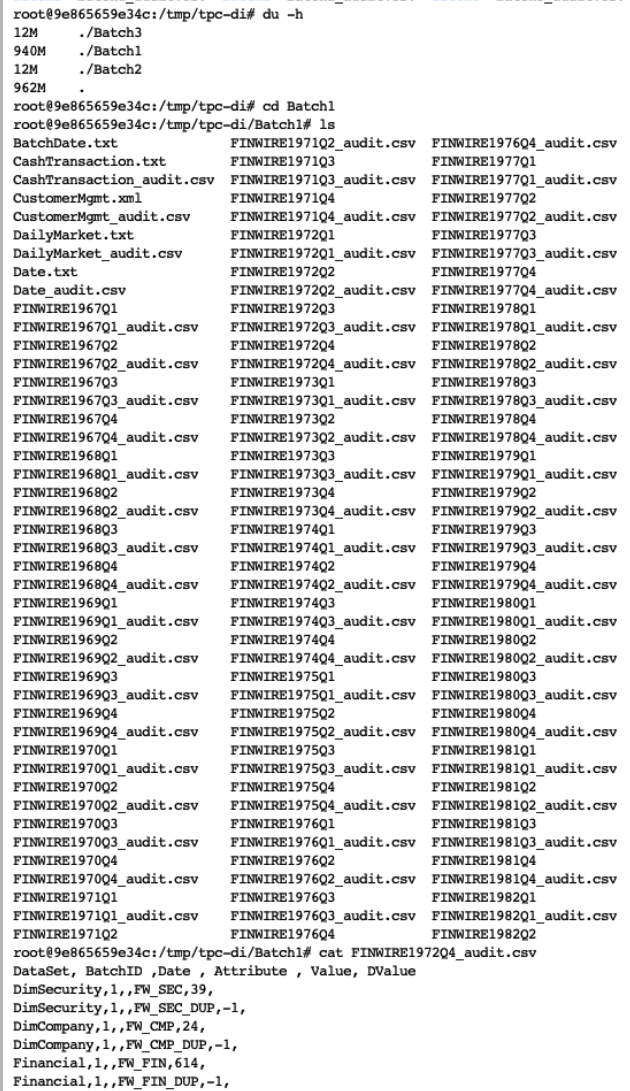 root@9e865659e34c:/tmp/tpc-di# du -h
12M     ./Batch3
940M    ./Batch1
12M     ./Batch2
962M    .
root@9e865659e34c:/tmp/tpc-di# cd Batch1
root@9e865659e34c:/tmp/tpc-di/Batch1# ls
BatchDate.txt              FINWIRE1971Q2_audit.csv  FINWIRE1976Q4_audit.csv
CashTransaction.txt        FINWIRE1971Q3            FINWIRE1977Q1
CashTransaction_audit.csv  FINWIRE1971Q3_audit.csv  FINWIRE1977Q1_audit.csv
CustomerMgmt.xml           FINWIRE1971Q4            FINWIRE1977Q2
CustomerMgmt_audit.csv     FINWIRE1971Q4_audit.csv  FINWIRE1977Q2_audit.csv
DailyMarket.txt            FINWIRE1972Q1            FINWIRE1977Q3
DailyMarket_audit.csv      FINWIRE1972Q1_audit.csv  FINWIRE1977Q3_audit.csv
Date.txt                   FINWIRE1972Q2            FINWIRE1977Q4
Date_audit.csv             FINWIRE1972Q2_audit.csv  FINWIRE1977Q4_audit.csv
FINWIRE1967Q1              FINWIRE1972Q3            FINWIRE1978Q1
FINWIRE1967Q1_audit.csv    FINWIRE1972Q3_audit.csv  FINWIRE1978Q1_audit.csv
FINWIRE1967Q2              FINWIRE1972Q4            FINWIRE1978Q2
FINWIRE1967Q2_audit.csv    FINWIRE1972Q4_audit.csv  FINWIRE1978Q2_audit.csv
FINWIRE1967Q3              FINWIRE1973Q1            FINWIRE1978Q3
FINWIRE1967Q3_audit.csv    FINWIRE1973Q1_audit.csv  FINWIRE1978Q3_audit.csv
FINWIRE1967Q4              FINWIRE1973Q2            FINWIRE1978Q4
FINWIRE1967Q4_audit.csv    FINWIRE1973Q2_audit.csv  FINWIRE1978Q4_audit.csv
FINWIRE1968Q1              FINWIRE1973Q3            FINWIRE1979Q1
FINWIRE1968Q1_audit.csv    FINWIRE1973Q3_audit.csv  FINWIRE1979Q1_audit.csv
FINWIRE1968Q2              FINWIRE1973Q4            FINWIRE1979Q2
FINWIRE1968Q2_audit.csv    FINWIRE1973Q4_audit.csv  FINWIRE1979Q2_audit.csv
FINWIRE1968Q3              FINWIRE1974Q1            FINWIRE1979Q3
FINWIRE1968Q3_audit.csv    FINWIRE1974Q1_audit.csv  FINWIRE1979Q3_audit.csv
FINWIRE1968Q4              FINWIRE1974Q2            FINWIRE1979Q4
FINWIRE1968Q4_audit.csv    FINWIRE1974Q2_audit.csv  FINWIRE1979Q4_audit.csv
FINWIRE1969Q1              FINWIRE1974Q3            FINWIRE1980Q1
FINWIRE1969Q1_audit.csv    FINWIRE1974Q3_audit.csv  FINWIRE1980Q1_audit.csv
FINWIRE1969Q2              FINWIRE1974Q4            FINWIRE1980Q2
FINWIRE1969Q2_audit.csv    FINWIRE1974Q4_audit.csv  FINWIRE1980Q2_audit.csv
FINWIRE1969Q3              FINWIRE1975Q1            FINWIRE1980Q3
FINWIRE1969Q3_audit.csv    FINWIRE1975Q1_audit.csv  FINWIRE1980Q3_audit.csv
FINWIRE1969Q4              FINWIRE1975Q2            FINWIRE1980Q4
FINWIRE1969Q4_audit.csv    FINWIRE1975Q2_audit.csv  FINWIRE1980Q4_audit.csv
FINWIRE1970Q1              FINWIRE1975Q3            FINWIRE1981Q1
FINWIRE1970Q1_audit.csv    FINWIRE1975Q3_audit.csv  FINWIRE1981Q1_audit.csv
FINWIRE1970Q2              FINWIRE1975Q4            FINWIRE1981Q2
FINWIRE1970Q2_audit.csv    FINWIRE1975Q4_audit.csv  FINWIRE1981Q2_audit.csv
FINWIRE1970Q3              FINWIRE1976Q1            FINWIRE1981Q3
FINWIRE1970Q3_audit.csv    FINWIRE1976Q1_audit.csv  FINWIRE1981Q3_audit.csv
FINWIRE1970Q4              FINWIRE1976Q2            FINWIRE1981Q4
FINWIRE1970Q4_audit.csv    FINWIRE1976Q2_audit.csv  FINWIRE1981Q4_audit.csv
FINWIRE1971Q1              FINWIRE1976Q3            FINWIRE1982Q1
FINWIRE1971Q1_audit.csv    FINWIRE1976Q3_audit.csv  FINWIRE1982Q1_audit.csv
FINWIRE1971Q2              FINWIRE1976Q4            FINWIRE1982Q2
root@9e865659e34c:/tmp/tpc-di/Batch1# cat FINWIRE1972Q4_audit.csv
DataSet, BatchID ,Date , Attribute , Value, DValue
DimSecurity,1,,FW_SEC,39,
DimSecurity,1,,FW_SEC_DUP,-1,
DimCompany,1,,FW_CMP,24,
DimCompany,1,,FW_CMP_DUP,-1,
Financial,1,,FW_FIN,614,
Financial,1,,FW_FIN_DUP,-1,